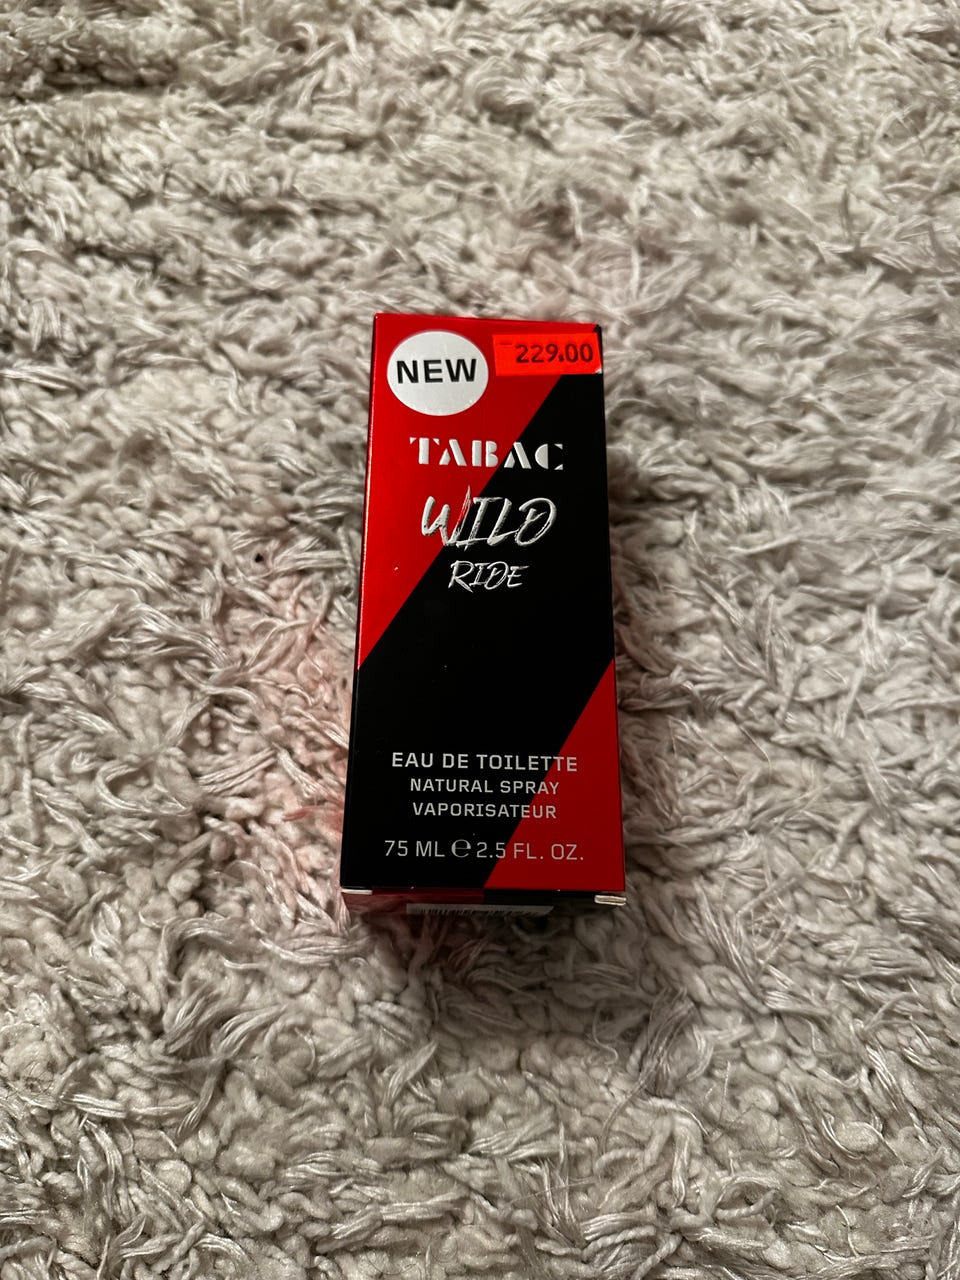 NEW
229.00
TABAC
WILD
RIDE
EAU DE TOILETTE
NATURAL SPRAY
VAPORISATEUR
75 ML ℮ 2.5 FL. OZ.